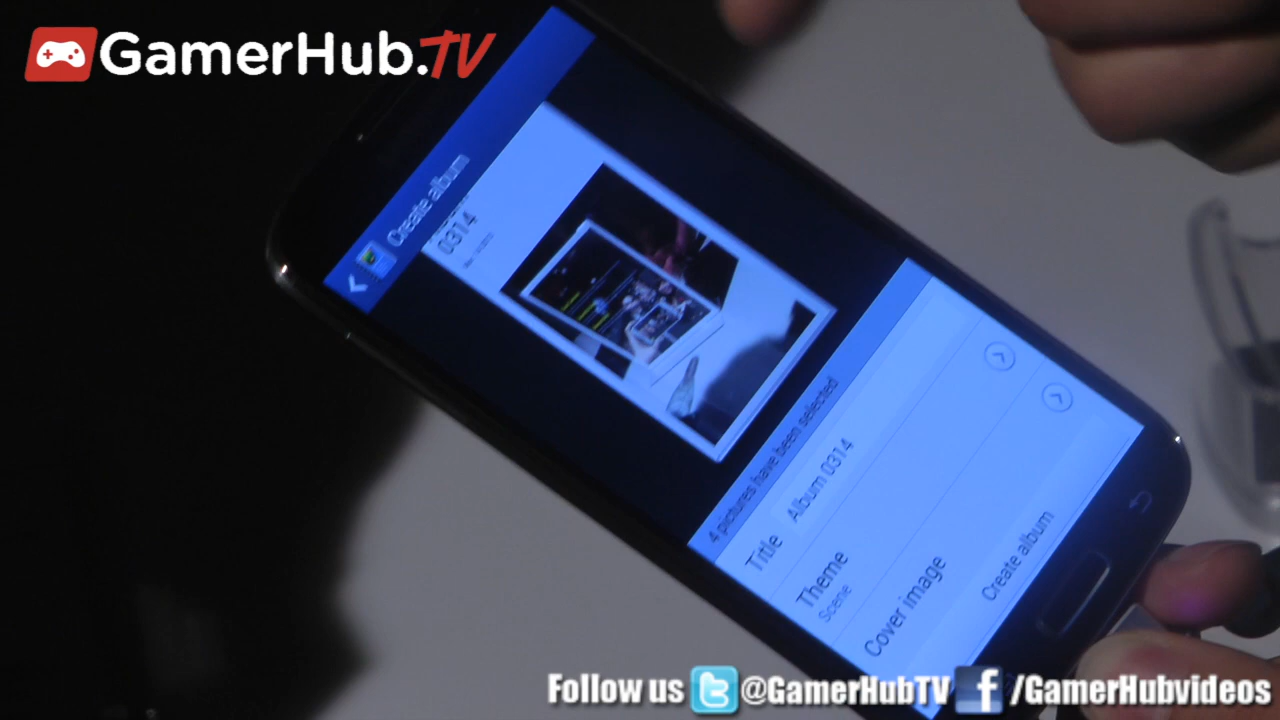 GamerHub.TV
Create album
0314
4 pictures have been selected
Title
Album 0314
Theme
Scene
Cover image
Create album
Follow us @GamerHubTV /GamerHubvideos